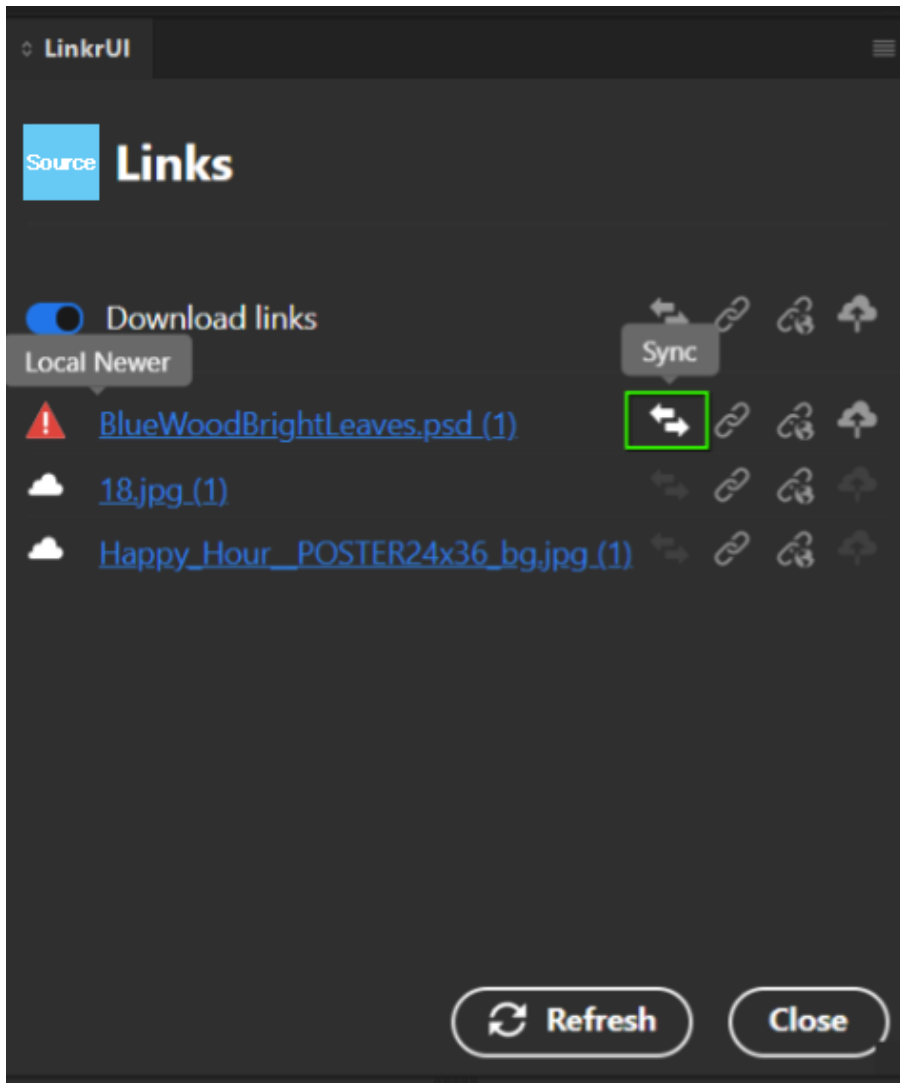 LinkrUI
Source Links
Download links
Local Newer
Sync
BlueWoodBrightLeaves.psd (1)
18.jpg (1)
Happy_Hour__POSTER24x36_bg.jpg (1)
Refresh Close